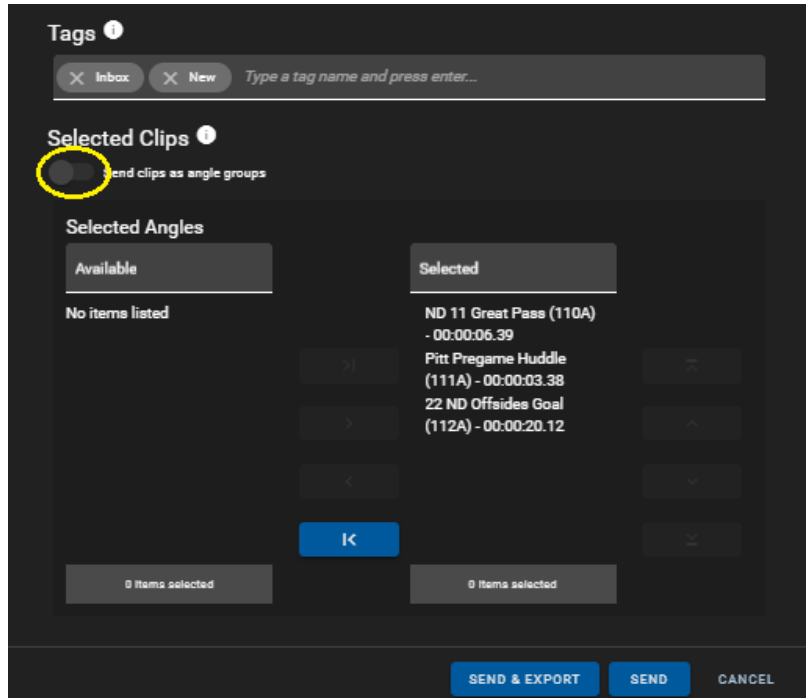 Tags
Inbox New Type a tag name and press enter...
Selected Clips
Send clips as angle groups
Selected Angles
Available
Selected
No items listed
ND 11 Great Pass (110A)
- 00:00:06.39
Pitt Pregame Huddle
(111A) - 00:00:03.38
22 ND Offsides Goal
(112A) - 00:00:20.12
0 Items selected
0 Items selected
SEND & EXPORT SEND CANCEL